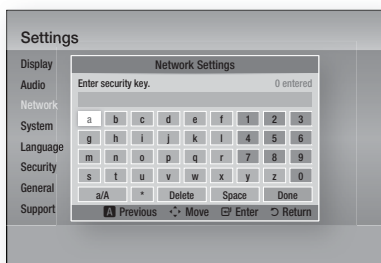 Settings
Display
Audio
Network
System
Language
Security
General
Support
Network Settings
Enter security key. 0 entered
a b c d e f 1 2 3
g h i j k l 4 5 6
m n o p q r 7 8 9
s t u v w x y z 0
a/A * Delete Space Done
A Previous Move Enter Return